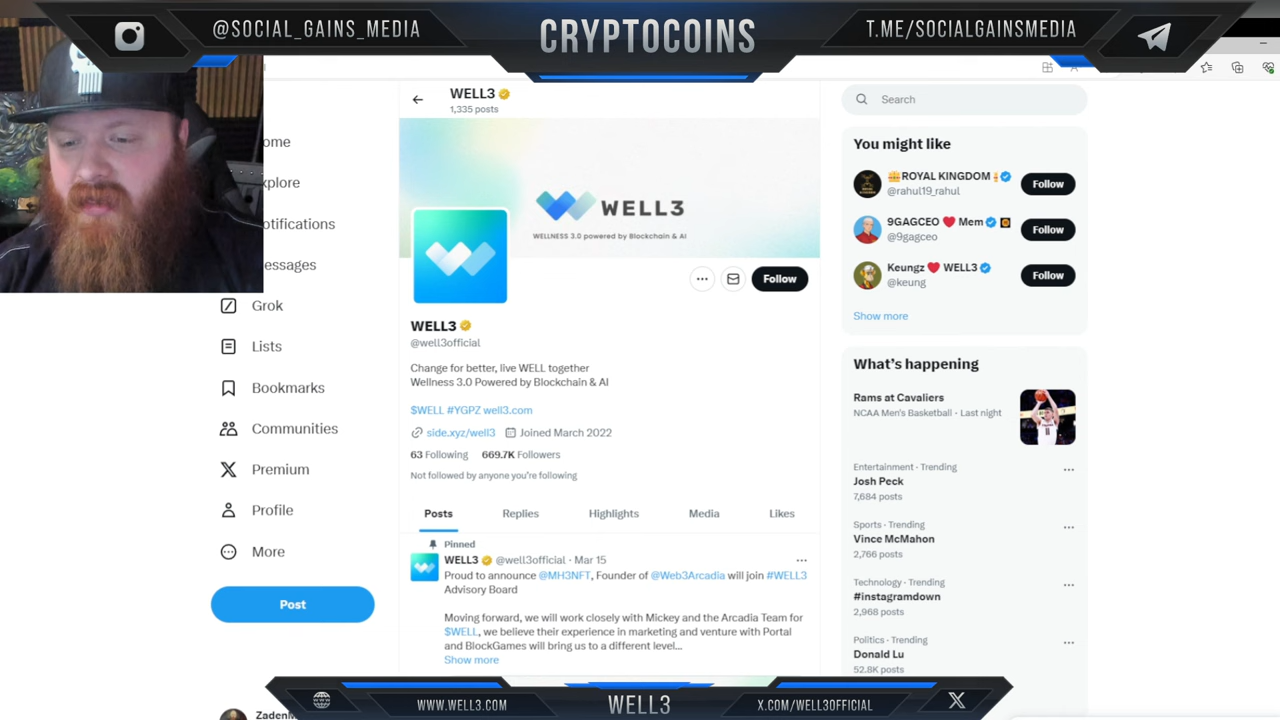 @SOCIAL_GAINS_MEDIA
CRYPTOCOINS
T.ME/SOCIALGAINSMEDIA
WELL3
1,335 posts
Search
WELL3
WELLNESS 3.0 powered by Blockchain & AI
Follow
WELL3
@well3official
Change for better, live WELL together
Wellness 3.0 Powered by Blockchain & AI
$WELL #YGPZ well3.com
side.xyz/well3 Joined March 2022
63 Following 669.7K Followers
Not followed by anyone you're following
Posts Replies Highlights Media Likes
Pinned
WELL3 @well3official · Mar 15
Proud to announce @MH3NFT, Founder of @Web3Arcadia will join #WELL3
Advisory Board
Moving forward, we will work closely with Mickey and the Arcadia Team for
$WELL, we believe their experience in marketing and venture with Portal
and BlockGames will bring us to a different level...
Show more
ome
xplore
otifications
essages
Grok
Lists
Bookmarks
Communities
Premium
Profile
More
Post
You might like
ROYAL KINGDOM
@rahul19_rahul
Follow
9GAGCEO Mem
@9gagceo
Follow
Keungz WELL3
@keung
Follow
Show more
What's happening
Rams at Cavaliers
NCAA Men's Basketball · Last night
Entertainment · Trending
Josh Peck
7,684 posts
Sports · Trending
Vince McMahon
2,766 posts
Technology · Trending
#instagramdown
2,968 posts
Politics · Trending
Donald Lu
52.8K posts
WWW.WELL3.COM
WELL3
X.COM/WELL3OFFICIAL